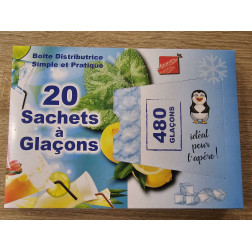 Boîte Distributrice
Simple et Pratique
20
Sachets
à
Glaçons
480
GLAÇONS
idéal
pour
l'apéro!